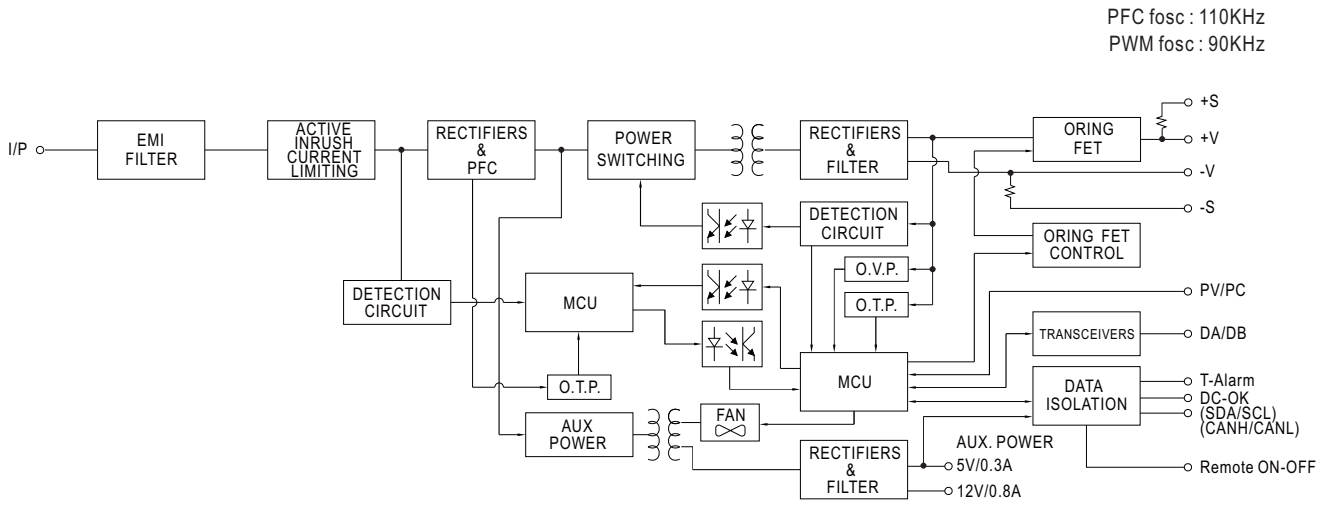 PFC fosc : 110KHz
PWM fosc : 90KHz
I/P
EMI
FILTER
ACTIVE
INRUSH
CURRENT
LIMITING
RECTIFIERS
&
PFC
POWER
SWITCHING
RECTIFIERS
&
FILTER
ORING
FET
+S
+V
-V
-S
DETECTION
CIRCUIT
ORING FET
CONTROL
O.V.P.
O.T.P.
DETECTION
CIRCUIT
MCU
PV/PC
TRANSCEIVERS
DA/DB
MCU
O.T.P.
DATA
ISOLATION
T-Alarm
DC-OK
(SDA/SCL)
(CANH/CANL)
AUX
POWER
FAN
RECTIFIERS
&
FILTER
AUX. POWER
5V/0.3A
12V/0.8A
Remote ON-OFF